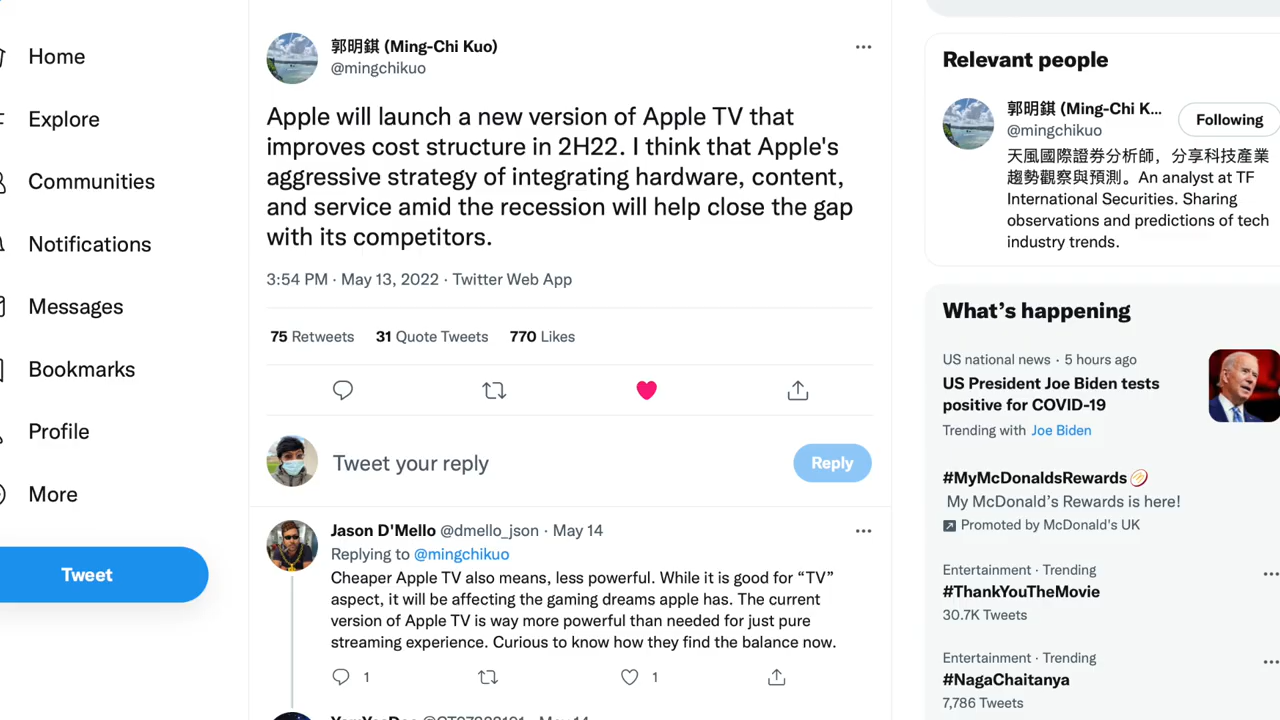 Home
Explore
Communities
Notifications
Messages
Bookmarks
Profile
More
Tweet
郭明錤 (Ming-Chi Kuo)
@mingchikuo
Apple will launch a new version of Apple TV that
improves cost structure in 2H22. I think that Apple's
aggressive strategy of integrating hardware, content,
and service amid the recession will help close the gap
with its competitors.
3:54 PM · May 13, 2022 · Twitter Web App
75 Retweets 31 Quote Tweets 770 Likes
Tweet your reply
Reply
Jason D'Mello @dmello_json · May 14
Replying to @mingchikuo
Cheaper Apple TV also means, less powerful. While it is good for “TV”
aspect, it will be affecting the gaming dreams apple has. The current
version of Apple TV is way more powerful than needed for just pure
streaming experience. Curious to know how they find the balance now.
1 1
Relevant people
郭明錤 (Ming-Chi K...
Following
@mingchikuo
天風國際證券分析師，分享科技產業
趨勢觀察與預測。An analyst at TF
International Securities. Sharing
observations and predictions of tech
industry trends.
What’s happening
US national news · 5 hours ago
US President Joe Biden tests
positive for COVID-19
Trending with Joe Biden
#MyMcDonaldsRewards
My McDonald’s Rewards is here!
Promoted by McDonald's UK
Entertainment · Trending
#ThankYouTheMovie
30.7K Tweets
Entertainment · Trending
#NagaChaitanya
7,786 Tweets